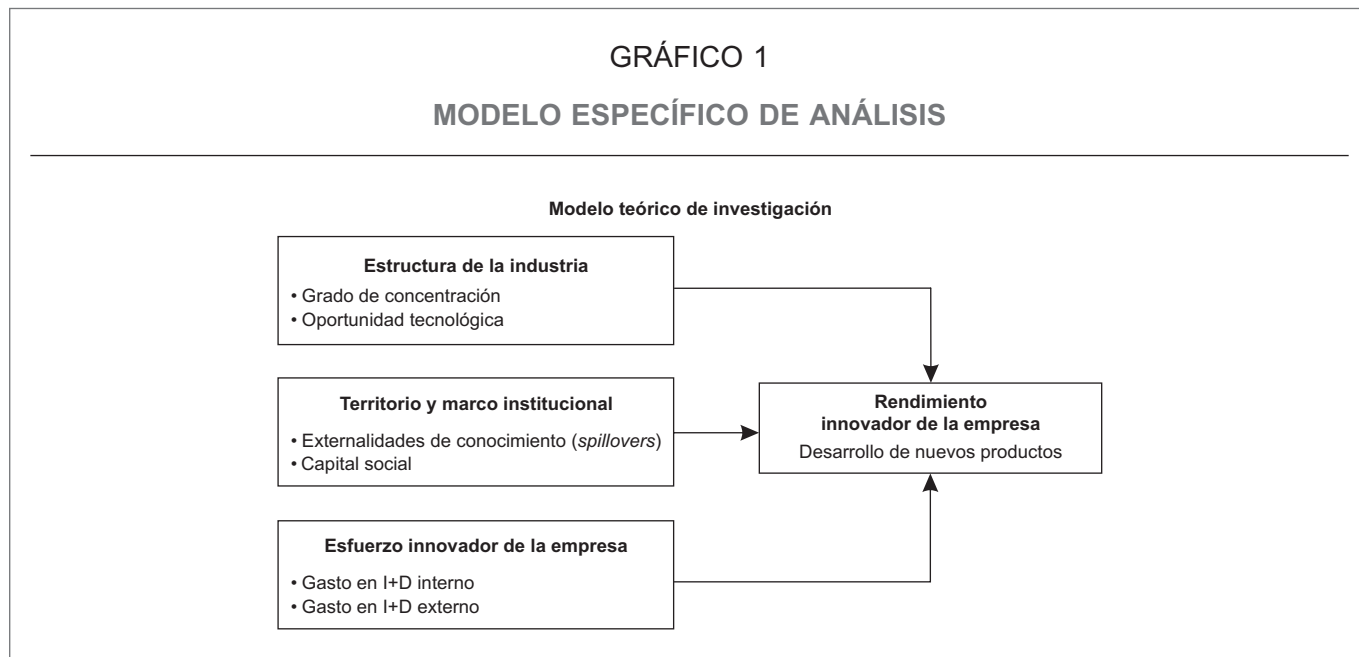 GRÁFICO 1
MODELO ESPECÍFICO DE ANÁLISIS
Modelo teórico de investigación
Estructura de la industria
• Grado de concentración
• Oportunidad tecnológica
Territorio y marco institucional
• Externalidades de conocimiento (spillovers)
• Capital social
Esfuerzo innovador de la empresa
• Gasto en I+D interno
• Gasto en I+D externo
Rendimiento
innovador de la empresa
Desarrollo de nuevos productos